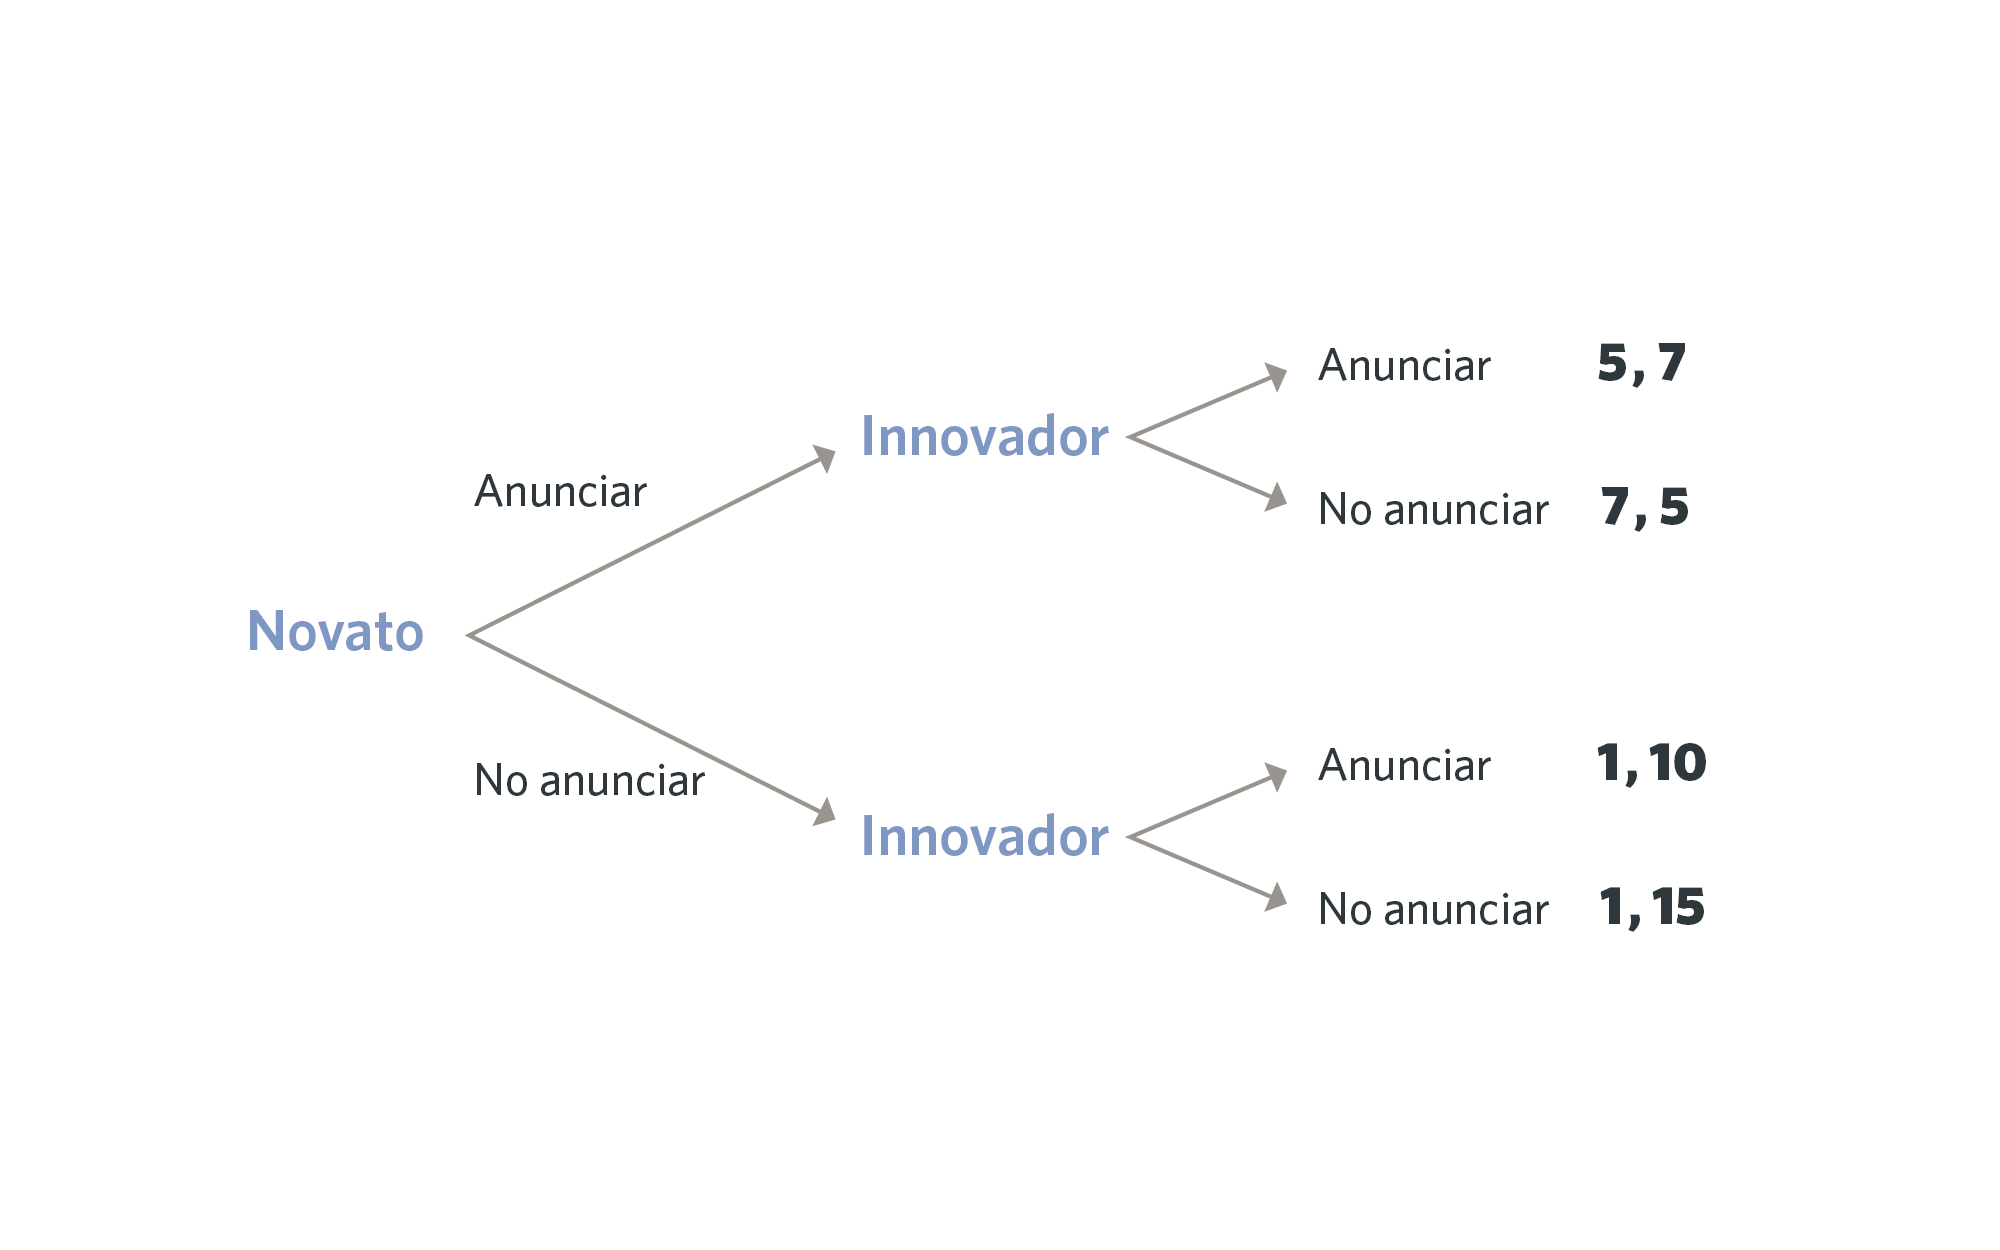 Anunciar 5, 7
Innovador
Anunciar
No anunciar 7, 5
Novato
Anunciar 1, 10
No anunciar
Innovador
No anunciar 1, 15